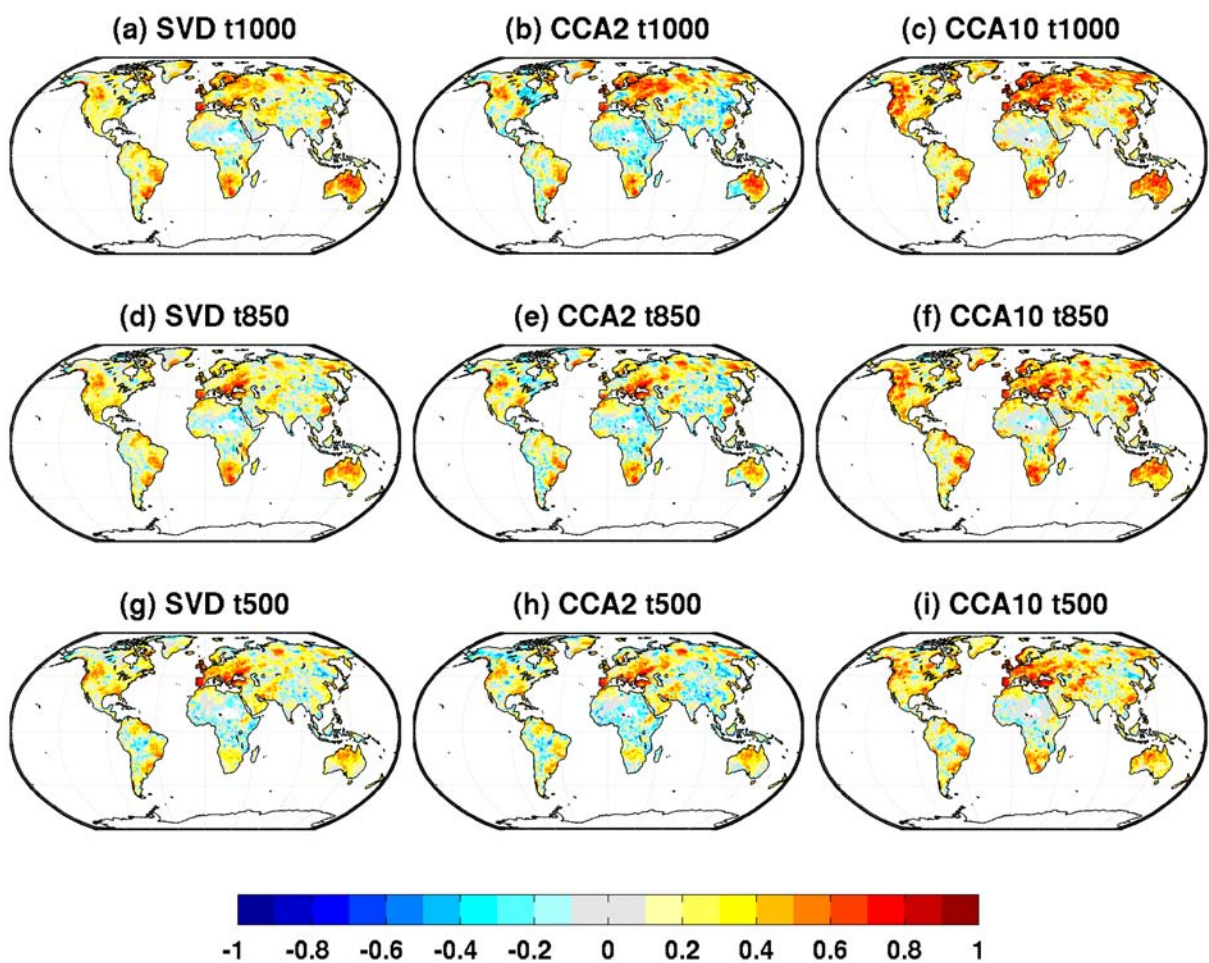 (a) SVD t1000 (b) CCA2 t1000 (c) CCA10 t1000
(d) SVD t850 (e) CCA2 t850 (f) CCA10 t850
(g) SVD t500 (h) CCA2 t500 (i) CCA10 t500
-1 -0.8 -0.6 -0.4 -0.2 0 0.2 0.4 0.6 0.8 1